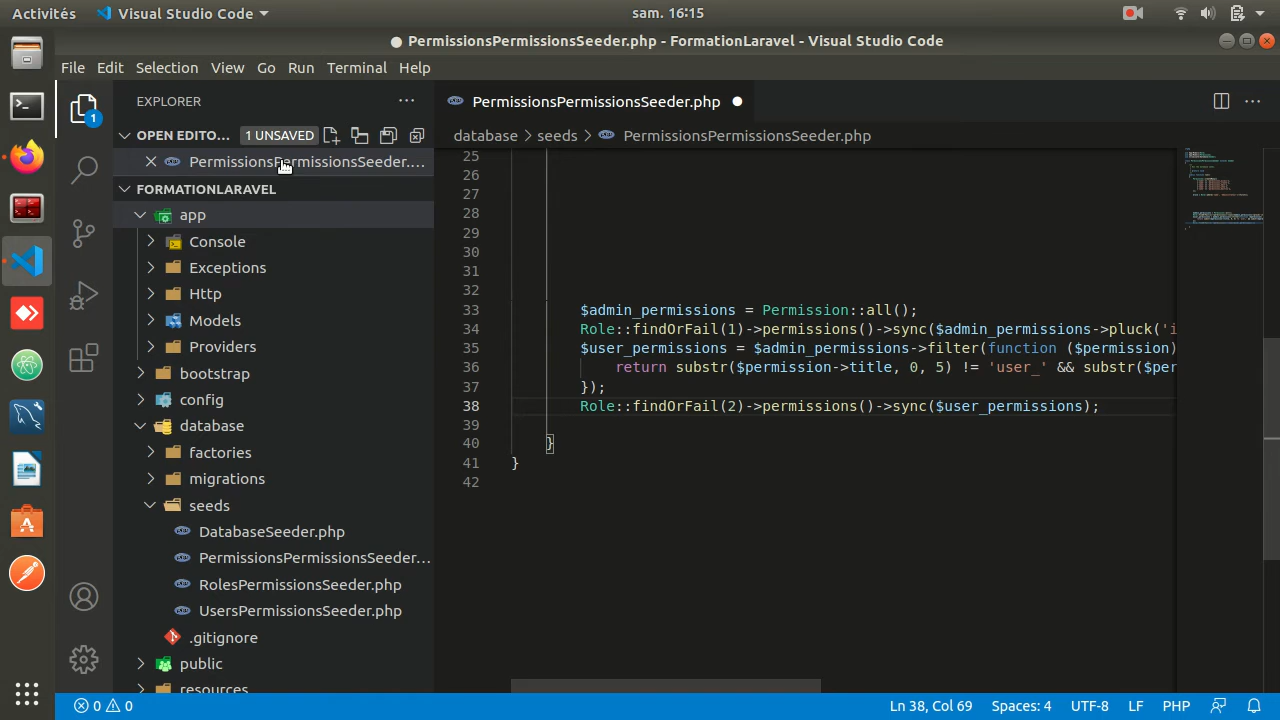 Activités
Visual Studio Code
sam. 16:15
● PermissionsPermissionsSeeder.php - FormationLaravel - Visual Studio Code
File Edit Selection View Go Run Terminal Help
EXPLORER
PermissionsPermissionsSeeder.php
OPEN EDITO... 1 UNSAVED
database > seeds > PermissionsPermissionsSeeder.php
PermissionsPermissionsSeeder....
FORMATIONLARAVEL
app
Console
Exceptions
Http
Models
Providers
bootstrap
config
database
factories
migrations
seeds
DatabaseSeeder.php
PermissionsPermissionsSeeder...
RolesPermissionsSeeder.php
UsersPermissionsSeeder.php
.gitignore
public
resources
1
25
26
27
28
29
30
31
32
33 $admin_permissions = Permission::all();
34 Role::findOrFail(1)->permissions()->sync($admin_permissions->pluck('i
35 $user_permissions = $admin_permissions->filter(function ($permission)
36 return substr($permission->title, 0, 5) != 'user_' && substr($per
37 });
38 Role::findOrFail(2)->permissions()->sync($user_permissions);
39
40 }
41 }
42
0 0
Ln 38, Col 69 Spaces: 4 UTF-8 LF PHP